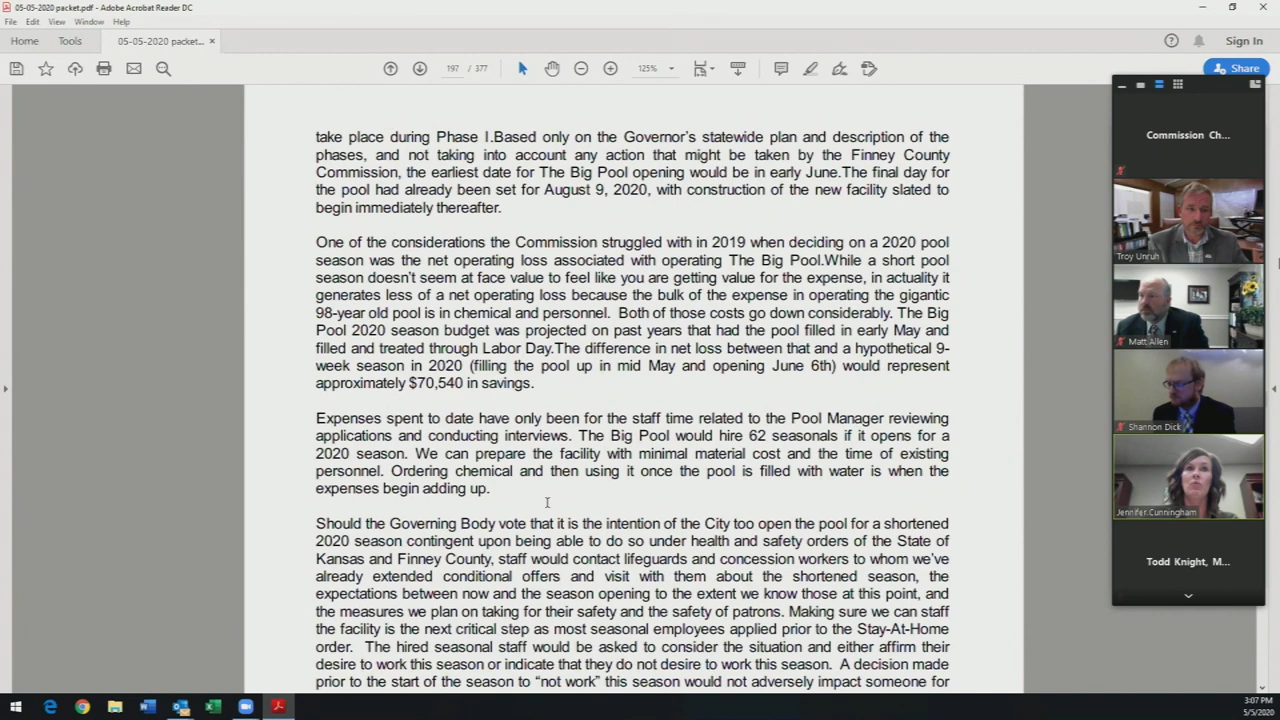 05-05-2020 packet.pdf - Adobe Acrobat Reader DC
File Edit View Window Help
Home Tools 05-05-2020 packet... × Sign In
197 / 377 125% Share
take place during Phase I.Based only on the Governor's statewide plan and description of the
phases, and not taking into account any action that might be taken by the Finney County
Commission, the earliest date for The Big Pool opening would be in early June.The final day for
the pool had already been set for August 9, 2020, with construction of the new facility slated to
begin immediately thereafter.
One of the considerations the Commission struggled with in 2019 when deciding on a 2020 pool
season was the net operating loss associated with operating The Big Pool.While a short pool
season doesn't seem at face value to feel like you are getting value for the expense, in actuality it
generates less of a net operating loss because the bulk of the expense in operating the gigantic
98-year old pool is in chemical and personnel. Both of those costs go down considerably. The Big
Pool 2020 season budget was projected on past years that had the pool filled in early May and
filled and treated through Labor Day.The difference in net loss between that and a hypothetical 9-
week season in 2020 (filling the pool up in mid May and opening June 6th) would represent
approximately $70,540 in savings.
Expenses spent to date have only been for the staff time related to the Pool Manager reviewing
applications and conducting interviews. The Big Pool would hire 62 seasonals if it opens for a
2020 season. We can prepare the facility with minimal material cost and the time of existing
personnel. Ordering chemical and then using it once the pool is filled with water is when the
expenses begin adding up.
Should the Governing Body vote that it is the intention of the City too open the pool for a shortened
2020 season contingent upon being able to do so under health and safety orders of the State of
Kansas and Finney County, staff would contact lifeguards and concession workers to whom we've
already extended conditional offers and visit with them about the shortened season, the
expectations between now and the season opening to the extent we know those at this point, and
the measures we plan on taking for their safety and the safety of patrons. Making sure we can staff
the facility is the next critical step as most seasonal employees applied prior to the Stay-At-Home
order. The hired seasonal staff would be asked to consider the situation and either affirm their
desire to work this season or indicate that they do not desire to work this season. A decision made
prior to the start of the season to “not work” this season would not adversely impact someone for
Commission Ch...
Troy Unruh
Matt Allen
Shannon Dick
Jennifer.Cunningham
Todd Knight, M...
3:07 PM
5/5/2020